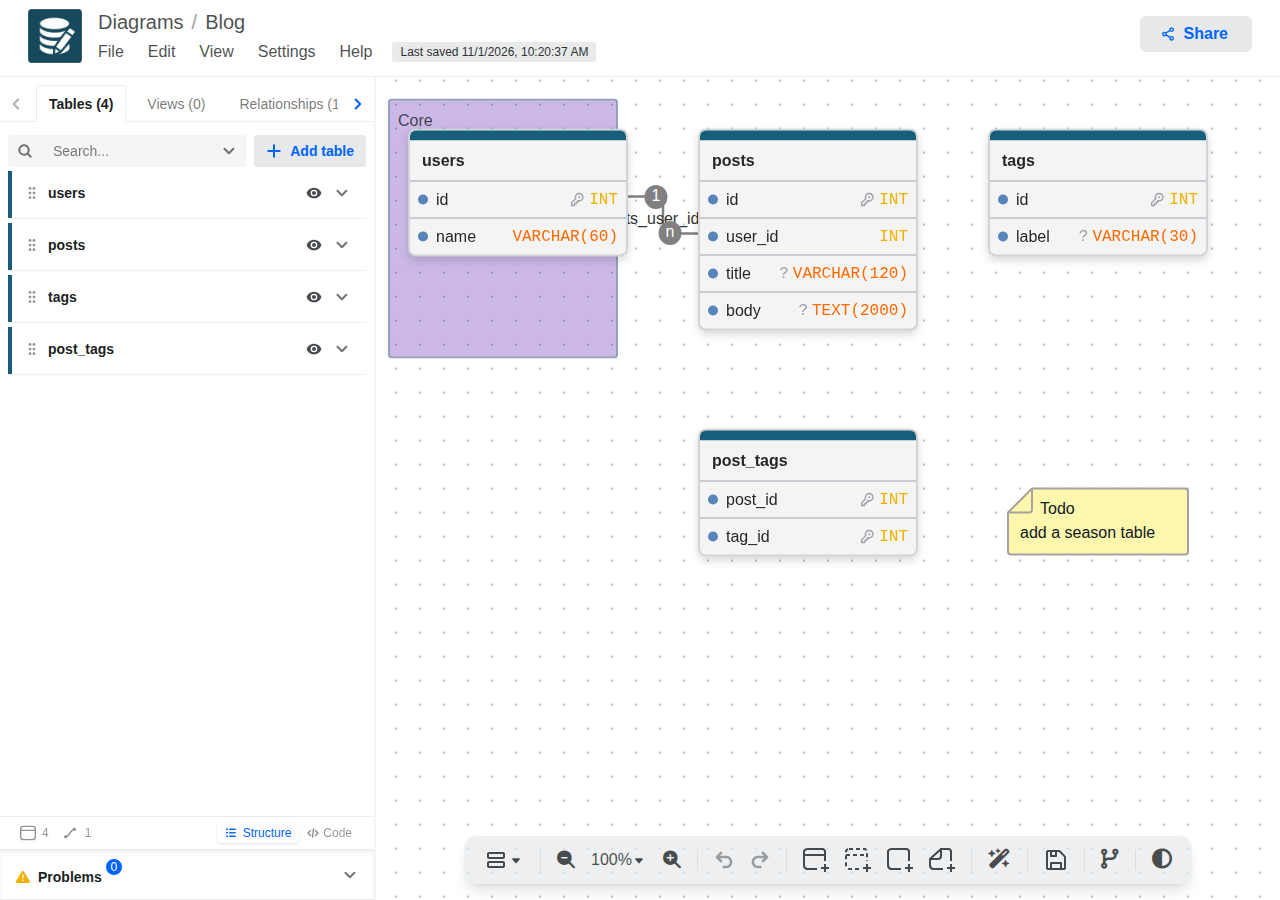 Diagrams / Blog
File Edit View Settings Help Last saved 11/1/2026, 10:20:37 AM
Share
Tables (4) Views (0) Relationships (1
Search... Add table
users
posts
tags
post_tags
4 1 Structure Code
Problems 0
Core
users
id INT
name VARCHAR(60)
1
ts_user_id
n
posts
id INT
user_id INT
title ? VARCHAR(120)
body ? TEXT(2000)
tags
id INT
label ? VARCHAR(30)
post_tags
post_id INT
tag_id INT
Todo
add a season table
100%